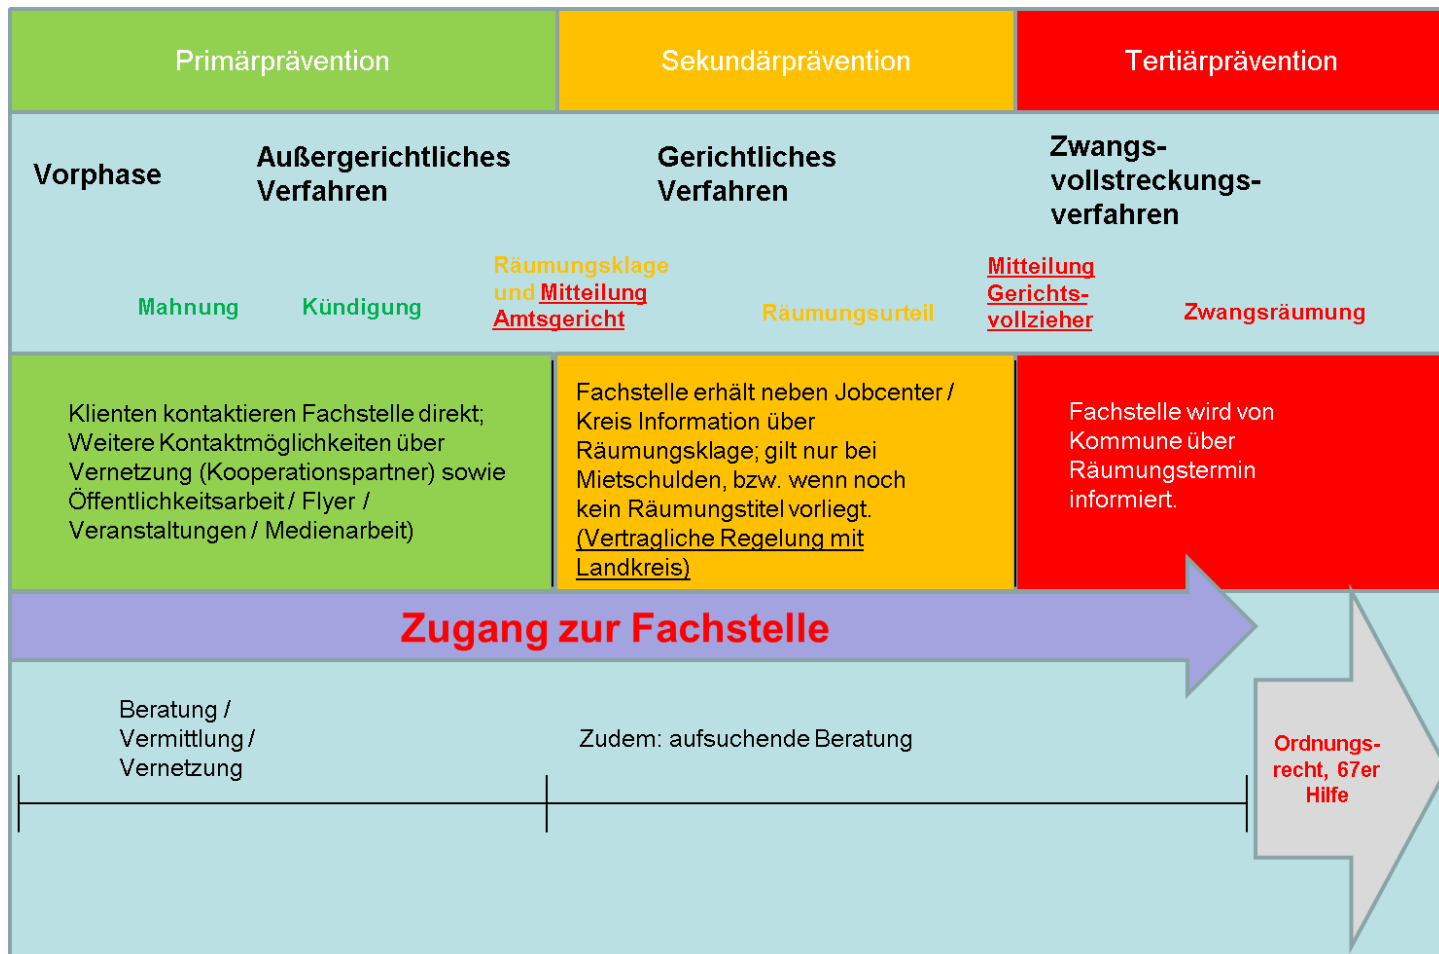 Primärprävention
Sekundärprävention
Tertiärprävention
Vorphase
Außergerichtliches
Verfahren
Gerichtliches
Verfahren
Zwangs-
vollstreckungs-
verfahren
Mahnung
Kündigung
Räumungsklage
und Mitteilung
Amtsgericht
Räumungsurteil
Mitteilung
Gerichts-
vollzieher
Zwangsräumung
Klienten kontaktieren Fachstelle direkt;
Weitere Kontaktmöglichkeiten über
Vernetzung (Kooperationspartner) sowie
Öffentlichkeitsarbeit / Flyer /
Veranstaltungen / Medienarbeit)
Fachstelle erhält neben Jobcenter /
Kreis Information über
Räumungsklage; gilt nur bei
Mietschulden, bzw. wenn noch
kein Räumungstitel vorliegt.
(Vertragliche Regelung mit
Landkreis)
Fachstelle wird von
Kommune über
Räumungstermin
informiert.
Zugang zur Fachstelle
Beratung /
Vermittlung /
Vernetzung
Zudem: aufsuchende Beratung
Ordnungs-
recht, 67er
Hilfe